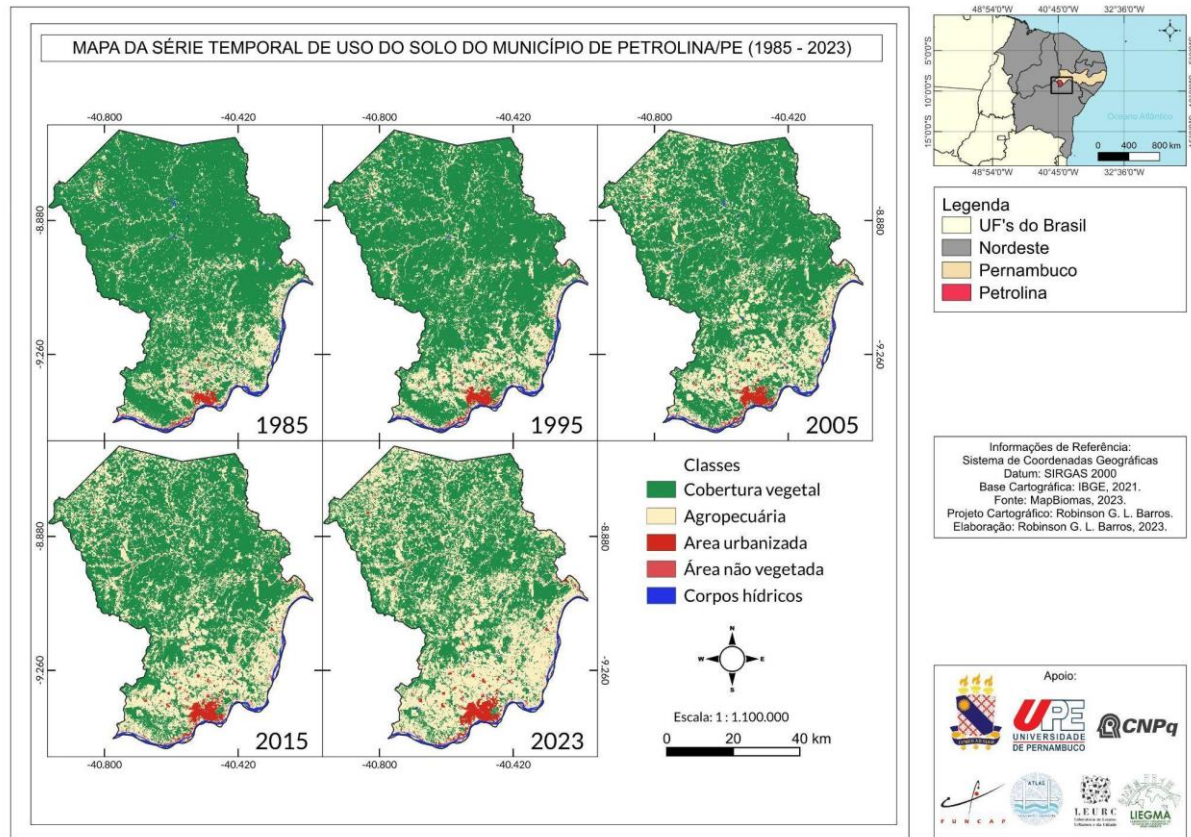 MAPA DA SÉRIE TEMPORAL DE USO DO SOLO DO MUNICÍPIO DE PETROLINA/PE (1985 - 2023)
-40.800 -40.420 -40.800 -40.420 -40.800 -40.420
-8.880 -8.880
-9.260 -9.260
1985 1995 2005
-8.880 -8.880
-9.260 -9.260
2015 2023
-40.800 -40.420 -40.800 -40.420
Classes
Cobertura vegetal
Agropecuária
Area urbanizada
Área não vegetada
Corpos hídricos
N
W E
S
Escala: 1 : 1.100.000
0 20 40 km
48°54'0"W 40°45'0"W 32°36'0"W
5°0'0"S
10°0'0"S
15°0'0"S
Oceano Atlântico
0 400 800 km
48°54'0"W 40°45'0"W 32°36'0"W
Legenda
UF's do Brasil
Nordeste
Pernambuco
Petrolina
Informações de Referência:
Sistema de Coordenadas Geográficas
Datum: SIRGAS 2000
Base Cartográfica: IBGE, 2021.
Fonte: MapBiomas, 2023.
Projeto Cartográfico: Robinson G. L. Barros.
Elaboração: Robinson G. L. Barros, 2023.
Apoio:
UPE
UNIVERSIDADE
DE PERNAMBUCO
CNPq
FUNCAP
ATLAS
LEURC
LIEGMA